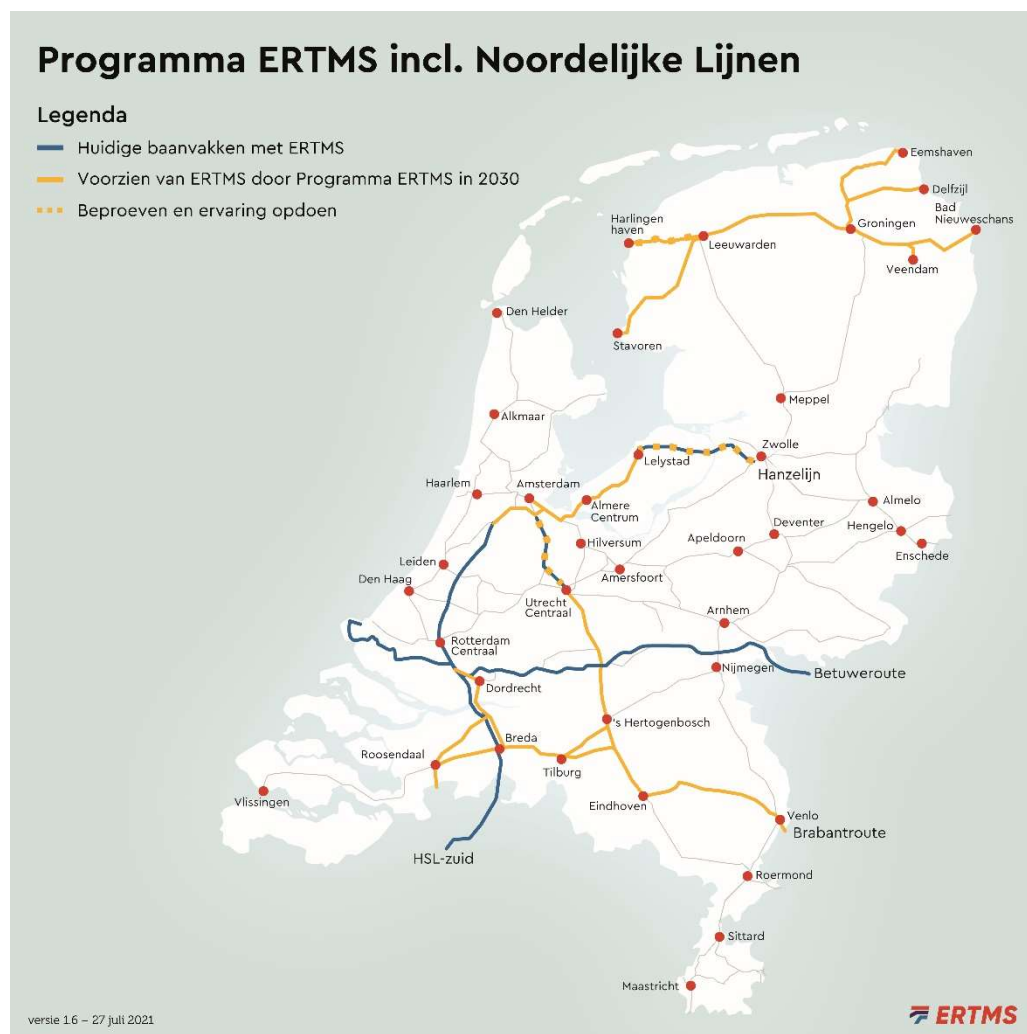 Programma ERTMS incl. Noordelijke Lijnen
Legenda
Huidige baanvakken met ERTMS
Voorzien van ERTMS door Programma ERTMS in 2030
Beproeven en ervaring opdoen
Eemshaven
Delfzijl
Bad
Nieuweschans
Harlingen
haven
Leeuwarden
Groningen
Veendam
Den Helder
Stavoren
Meppel
Alkmaar
Zwolle
Lelystad
Hanzelijn
Haarlem
Amsterdam
Almere
Centrum
Almelo
Deventer
Hengelo
Hilversum
Apeldoorn
Enschede
Leiden
Amersfoort
Den Haag
Utrecht
Centraal
Arnhem
Rotterdam
Centraal
Nijmegen
Betuweroute
Dordrecht
's Hertogenbosch
Breda
Roosendaal
Tilburg
Vlissingen
Eindhoven
Venlo
Brabantroute
HSL-zuid
Roermond
Sittard
Maastricht
versie 1.6 – 27 juli 2021
ERTMS